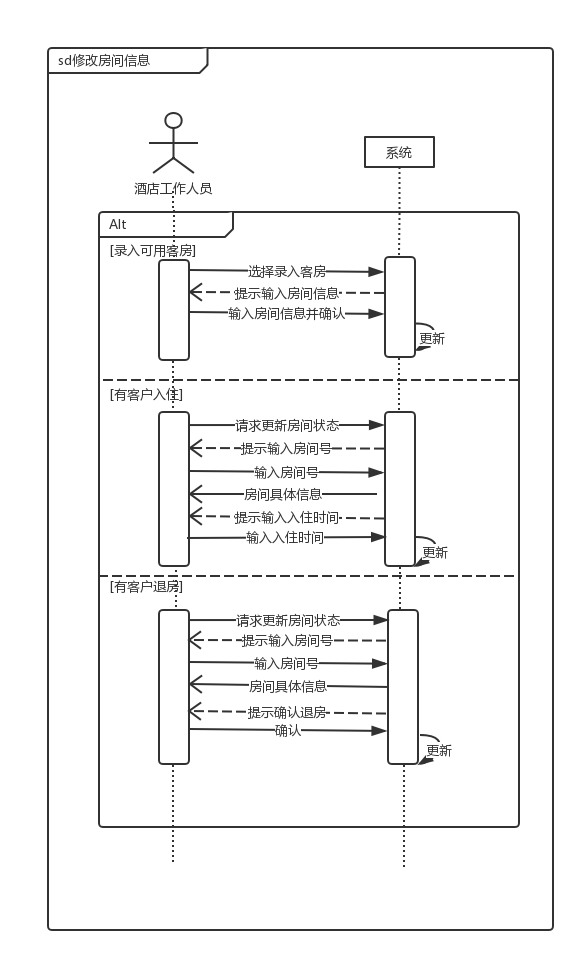 sd修改房间信息
系统
酒店工作人员
Alt
[录入可用客房]
选择录入客房
提示输入房间信息
输入房间信息并确认
更新
[有客户入住]
请求更新房间状态
提示输入房间号
输入房间号
房间具体信息
提示输入入住时间
输入入住时间
更新
[有客户退房]
请求更新房间状态
提示输入房间号
输入房间号
房间具体信息
提示确认退房
确认
更新